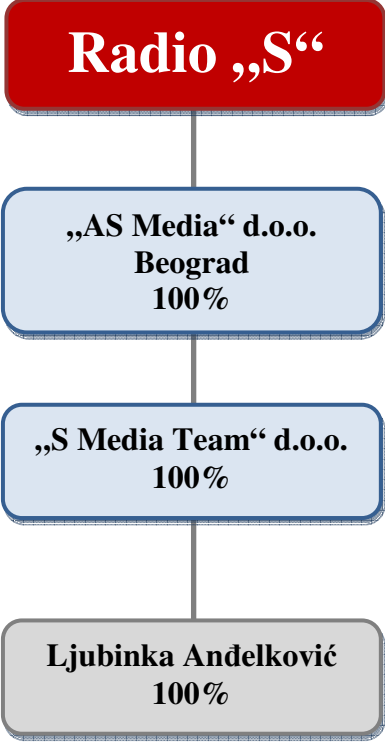 Radio „S“
„AS Media“ d.o.o.
Beograd
100%
„S Media Team“ d.o.o.
100%
Ljubinka Anđelković
100%